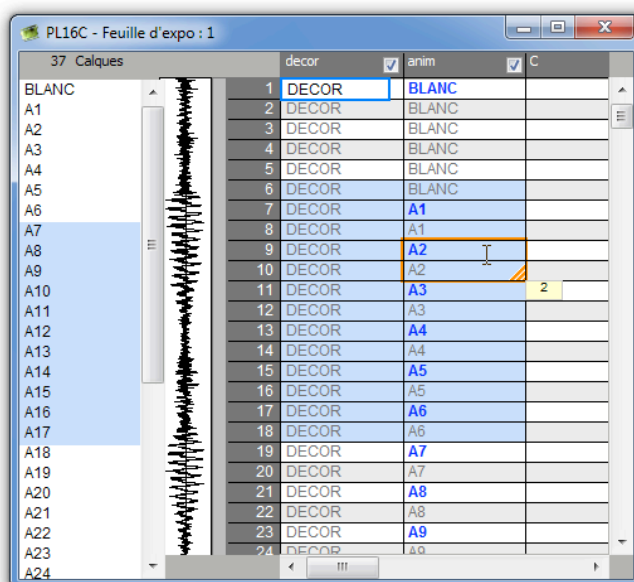 PL16C - Feuille d'expo : 1
37 Calques decor anim C
BLANC 1 DECOR BLANC
A1 2 DECOR BLANC
A2 3 DECOR BLANC
A3 4 DECOR BLANC
A4 5 DECOR BLANC
A5 6 DECOR BLANC
A6 7 DECOR A1
A7 8 DECOR A1
A8 9 DECOR A2
A9 10 DECOR A2
A10 11 DECOR A3 2
A11 12 DECOR A3
A12 13 DECOR A4
A13 14 DECOR A4
A14 15 DECOR A5
A15 16 DECOR A5
A16 17 DECOR A6
A17 18 DECOR A6
A18 19 DECOR A7
A19 20 DECOR A7
A20 21 DECOR A8
A21 22 DECOR A8
A22 23 DECOR A9
A23 24 DECOR A9
A24